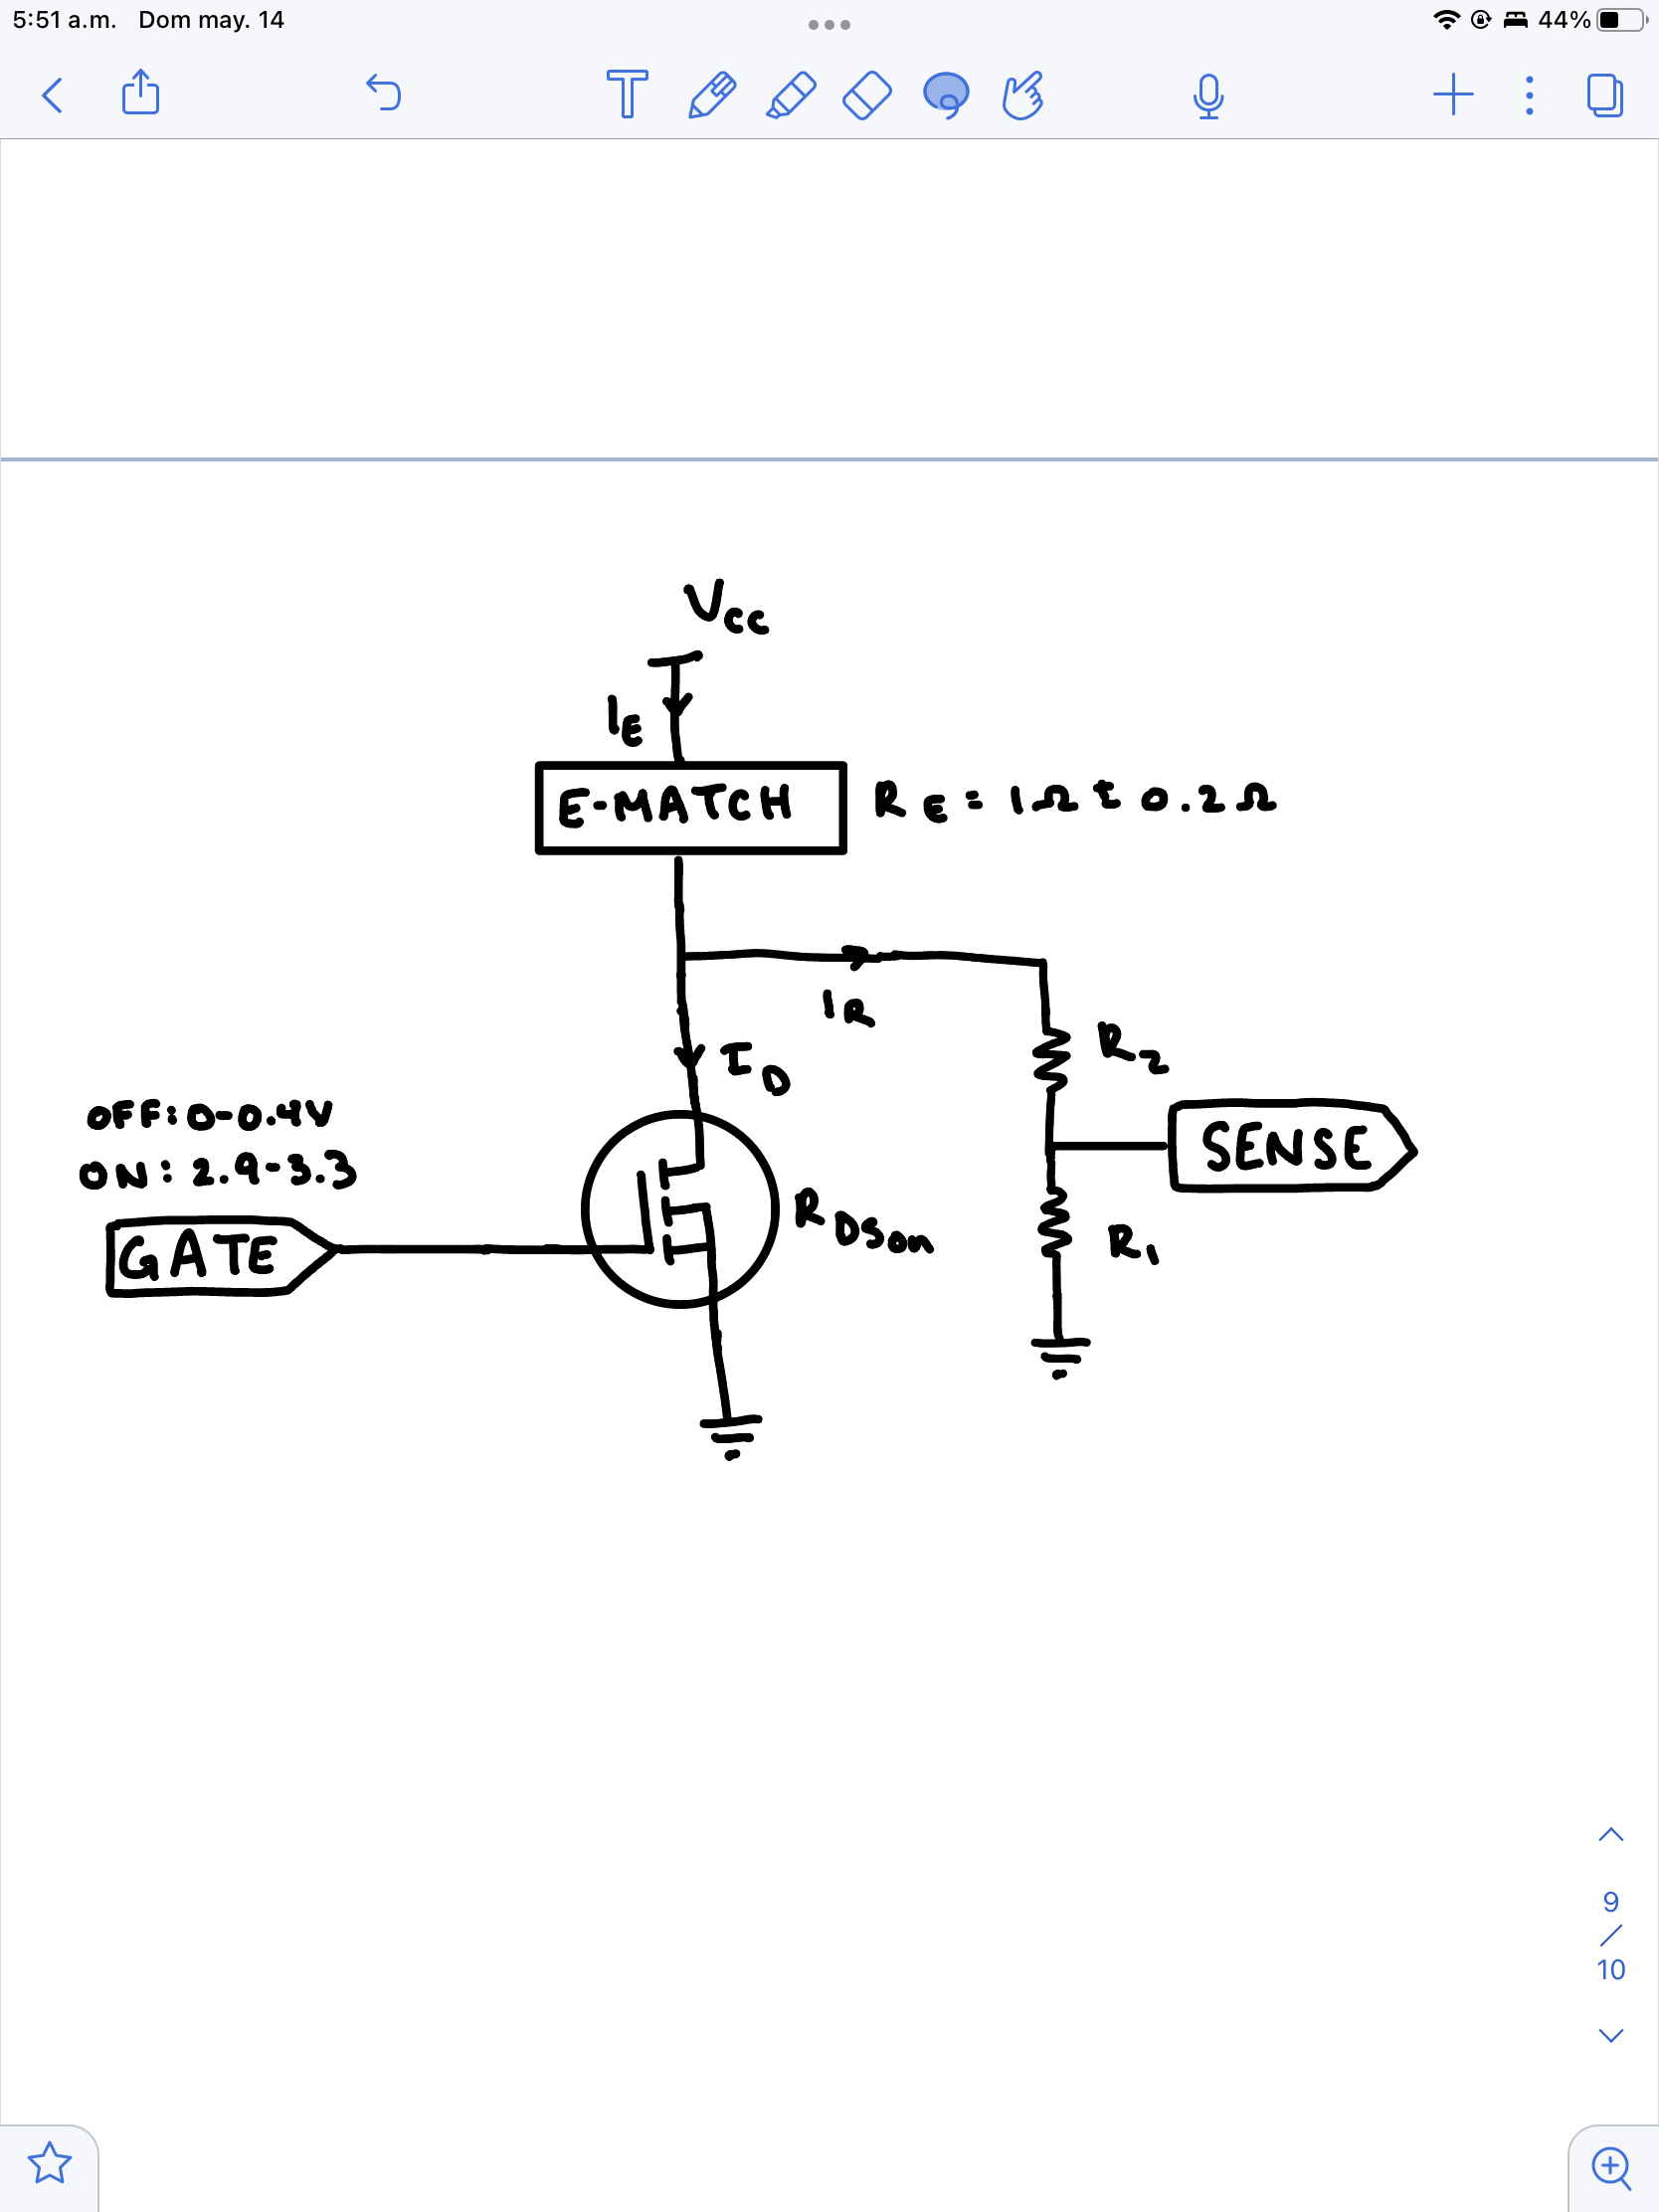 5:51 a.m. Dom may. 14
44%
T
Vcc
IE
E-MATCH
RE = 1Ω ± 0.2Ω
IR
ID
R2
OFF: 0-0.4V
ON: 2.9-3.3
SENSE
GATE
RDSon
R1
9
/
10